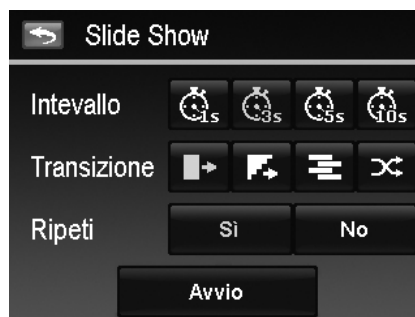 Slide Show
Intevallo 1s 3s 5s 10s
Transizione
Ripeti Sì No
Avvio